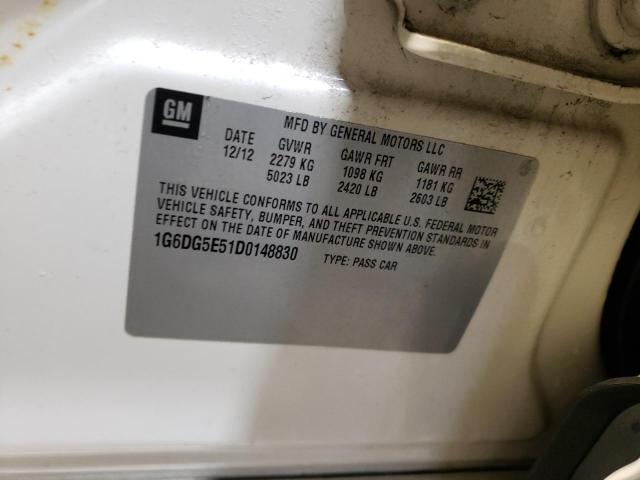 GM
MFD BY GENERAL MOTORS LLC
DATE GVWR GAWR FRT GAWR RR
12/12 2279 KG 1098 KG 1181 KG
5023 LB 2420 LB 2603 LB
THIS VEHICLE CONFORMS TO ALL APPLICABLE U.S. FEDERAL MOTOR
VEHICLE SAFETY, BUMPER, AND THEFT PREVENTION STANDARDS IN
EFFECT ON THE DATE OF MANUFACTURE SHOWN ABOVE.
1G6DG5E51D0148830 TYPE: PASS CAR